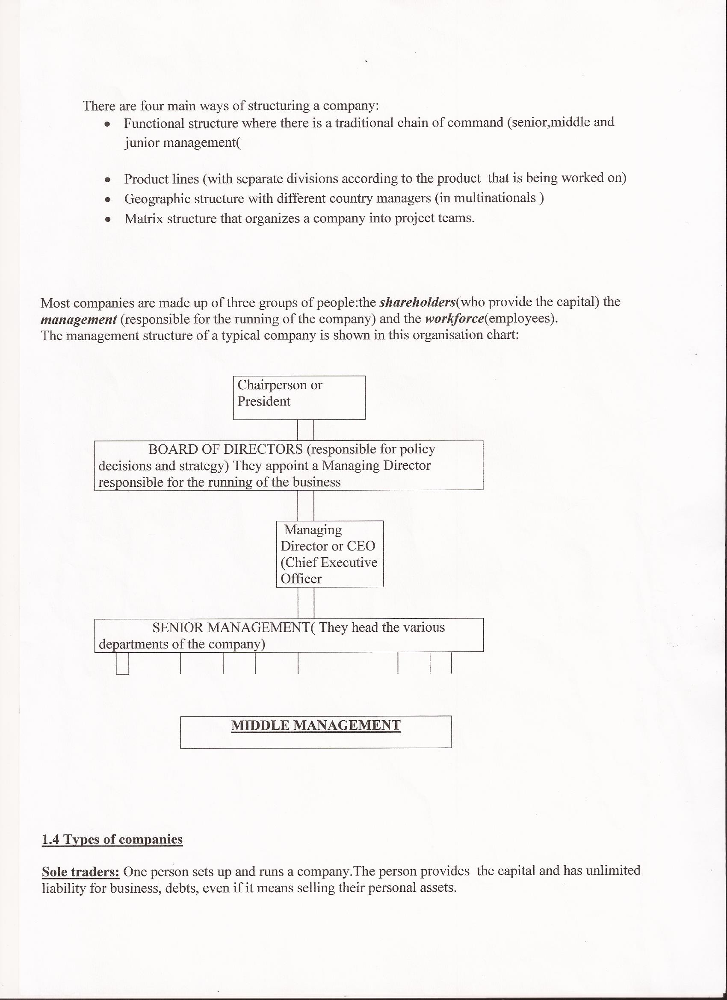 There are four main ways of structuring a company:
• Functional structure where there is a traditional chain of command (senior,middle and
junior management(
• Product lines (with separate divisions according to the product  that is being worked on)
• Geographic structure with different country managers (in multinationals )
• Matrix structure that organizes a company into project teams.
Most companies are made up of three groups of people:the shareholders(who provide the capital) the
management (responsible for the running of the company) and the workforce(employees).
The management structure of a typical company is shown in this organisation chart:
Chairperson or
President
BOARD OF DIRECTORS (responsible for policy
decisions and strategy) They appoint a Managing Director
responsible for the running of the business
Managing
Director or CEO
(Chief Executive
Officer
SENIOR MANAGEMENT( They head the various
departments of the company)
MIDDLE MANAGEMENT
1.4 Types of companies
Sole traders: One person sets up and runs a company.The person provides  the capital and has unlimited
liability for business, debts, even if it means selling their personal assets.